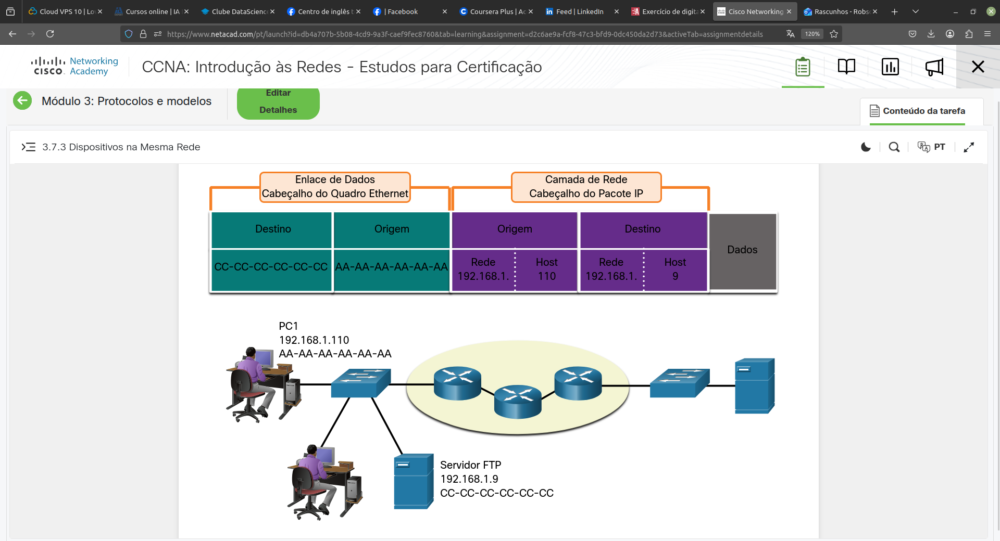 Cloud VPS 10 | Lo
Cursos online | IA
Clube DataScience
Centro de inglês t
| Facebook
Coursera Plus | Ac
Feed | LinkedIn
Exercício de digita
Cisco Networking
Rascunhos - Robso
https://www.netacad.com/pt/launch?id=db4a707b-5b08-4cd9-9a3f-caef9fec8760&tab=learning&assignment=d2c6ae9a-fcf8-47c3-bfd9-0dc450da2d73&activeTab=assignmentdetails
120%
CISCO Networking Academy
CCNA: Introdução às Redes - Estudos para Certificação
Módulo 3: Protocolos e modelos
Editar
Detalhes
Conteúdo da tarefa
3.7.3 Dispositivos na Mesma Rede
PT
Enlace de Dados
Cabeçalho do Quadro Ethernet
Camada de Rede
Cabeçalho do Pacote IP
Destino
Origem
Origem
Destino
Dados
CC-CC-CC-CC-CC-CC
AA-AA-AA-AA-AA-AA
Rede
192.168.1.
Host
110
Rede
192.168.1.
Host
9
PC1
192.168.1.110
AA-AA-AA-AA-AA-AA
Servidor FTP
192.168.1.9
CC-CC-CC-CC-CC-CC